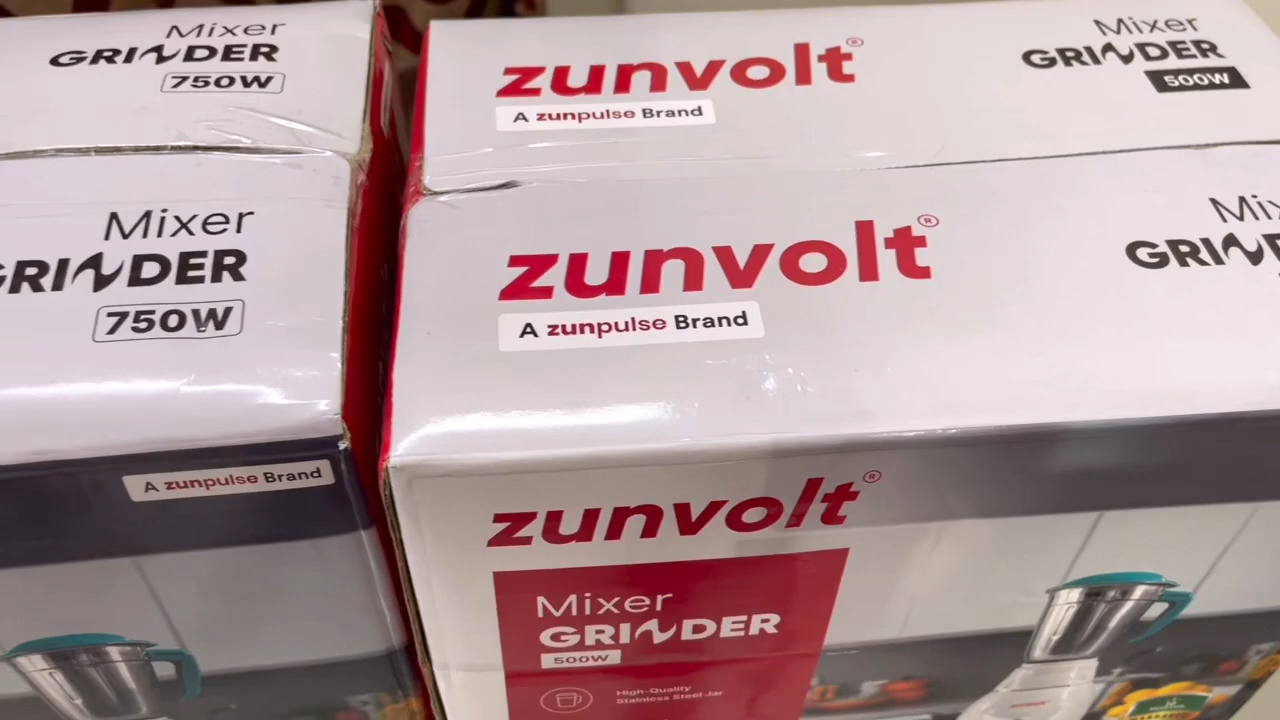 Mixer
GRINDER
750W
Mixer
GRINDER
750W
A zunpulse Brand
zunvolt®
A zunpulse Brand
Mixer
GRINDER
500W
zunvolt®
A zunpulse Brand
zunvolt®
Mixer
GRINDER
500W
High-Quality
Stainless Steel Jar